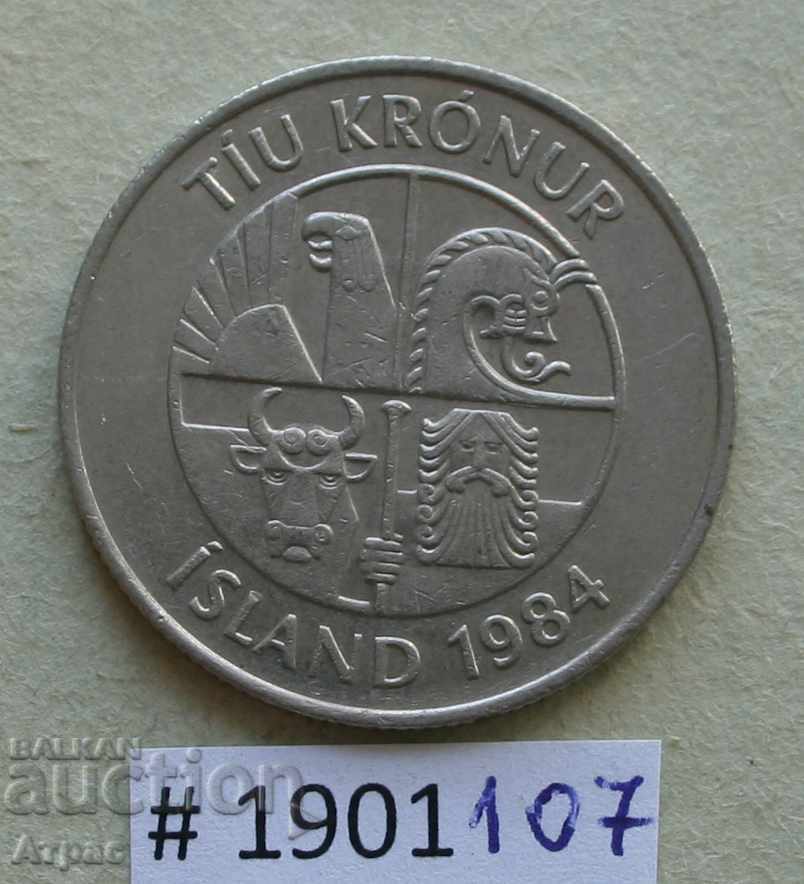 TÍU KRÓNUR
ÍSLAND 1984
BALKAN
auction
Атрас
# 1901107